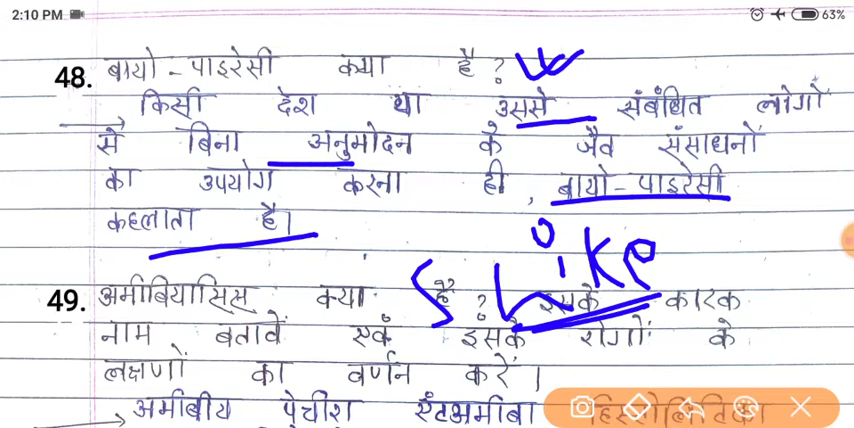 2:10 PM 63%
48. बायो-पाइरेसी क्या है?
किसी देश या उससे संबंधित लोगों
से बिना अनुमोदन के जैव संसाधनों
का उपयोग करना ही, बायो-पाइरेसी
कहलाता है।
Like
49. अमीबियासिस क्या है? इसके कारक
नाम बतावें एवं इसके रोगों के
लक्षणों का वर्णन करें।
अमीबीय पेचीश एंटअमीबा हिस्टोलिटिका